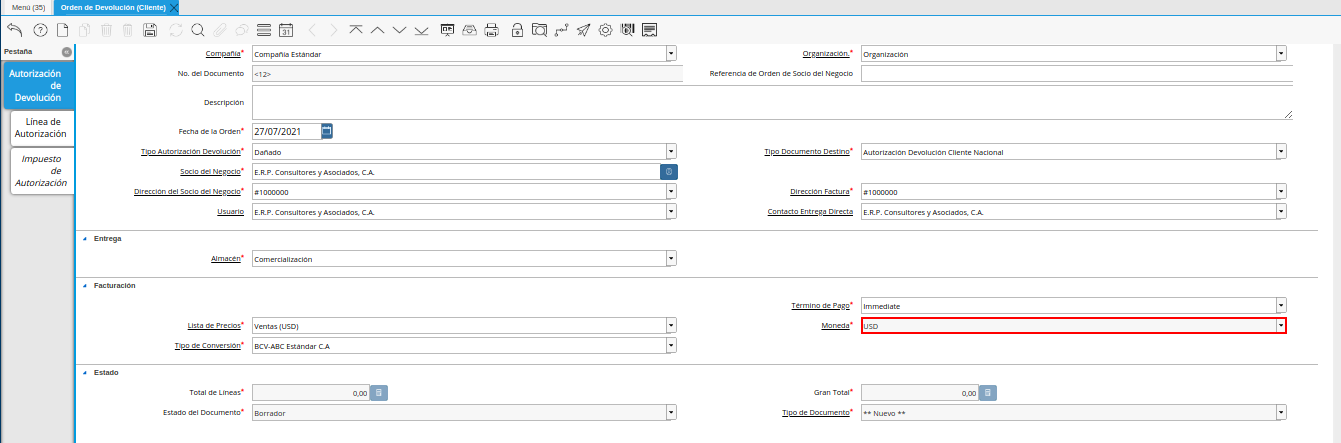 Menú (35) Orden de Devolución (Cliente)
31
Pestaña
Autorización de Devolución
Línea de Autorización
Impuesto de Autorización
Compañía* Compañía Estándar Organización.* Organización
No. del Documento <12> Referencia de Orden de Socio del Negocio
Descripción
Fecha de la Orden* 27/07/2021
Tipo Autorización Devolución* Dañado Tipo Documento Destino* Autorización Devolución Cliente Nacional
Socio del Negocio* E.R.P. Consultores y Asociados, C.A.
Dirección del Socio del Negocio* #1000000 Dirección Factura* #1000000
Usuario E.R.P. Consultores y Asociados, C.A. Contacto Entrega Directa E.R.P. Consultores y Asociados, C.A.
Entrega
Almacén* Comercialización
Facturación
Término de Pago* Immediate
Lista de Precios* Ventas (USD) Moneda* USD
Tipo de Conversión* BCV-ABC Estándar C.A
Estado
Total de Líneas* 0,00 Gran Total* 0,00
Estado del Documento* Borrador Tipo de Documento* ** Nuevo **